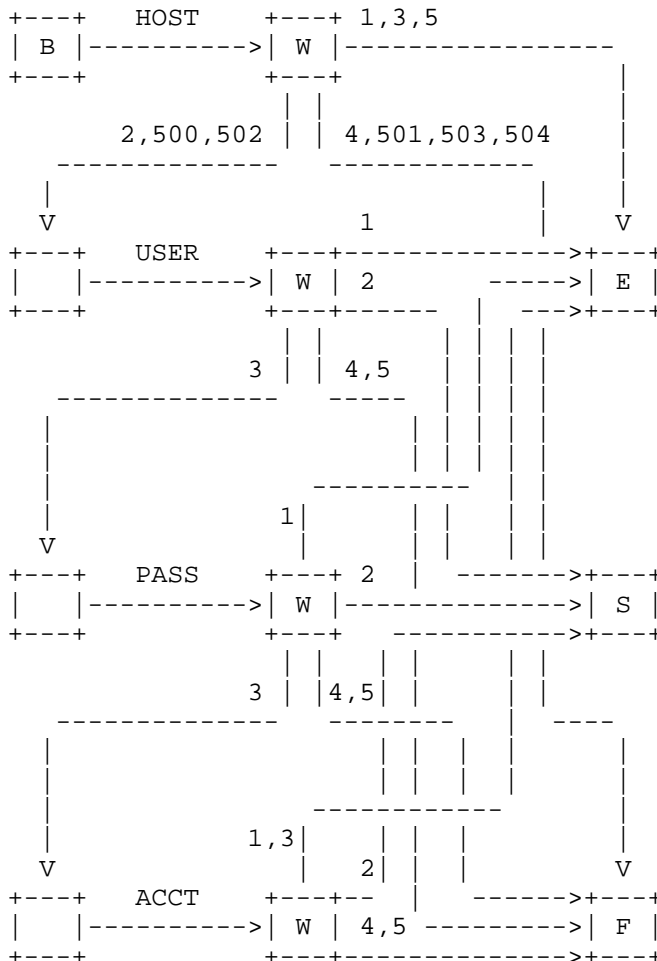 HOST 1,3,5
B W
2,500,502 4,501,503,504
1
USER
W 2 E
3 4,5
1
PASS 2
W S
3 4,5
1,3
2
ACCT
W 4,5 F